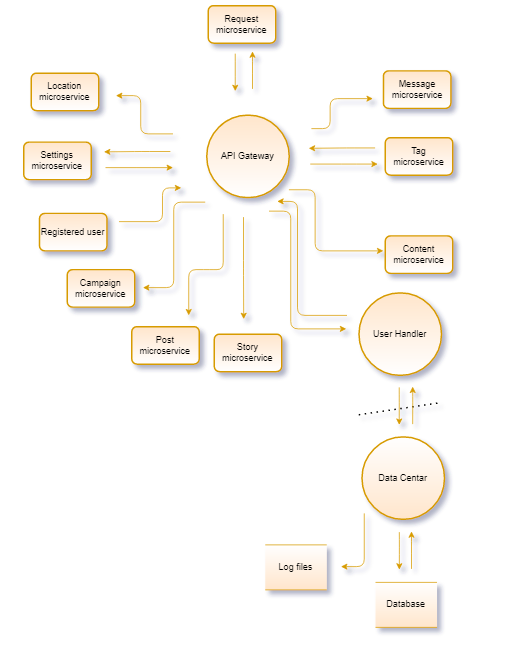 Request
microservice
Location
microservice
Message
microservice
Settings
microservice
API Gateway
Tag
microservice
Registered user
Content
microservice
Campaign
microservice
Post
microservice
Story
microservice
User Handler
Data Centar
Log files
Database